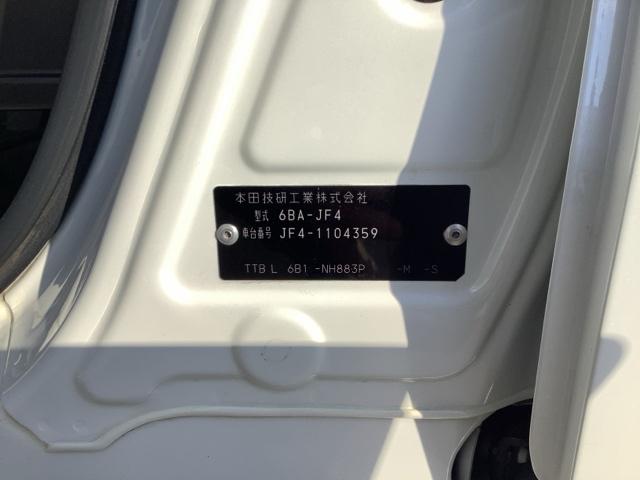 本田技研工業株式会社
型式 6BA-JF4
車台番号 JF4-1104359
TTBL 6B1 -NH883P -M -S